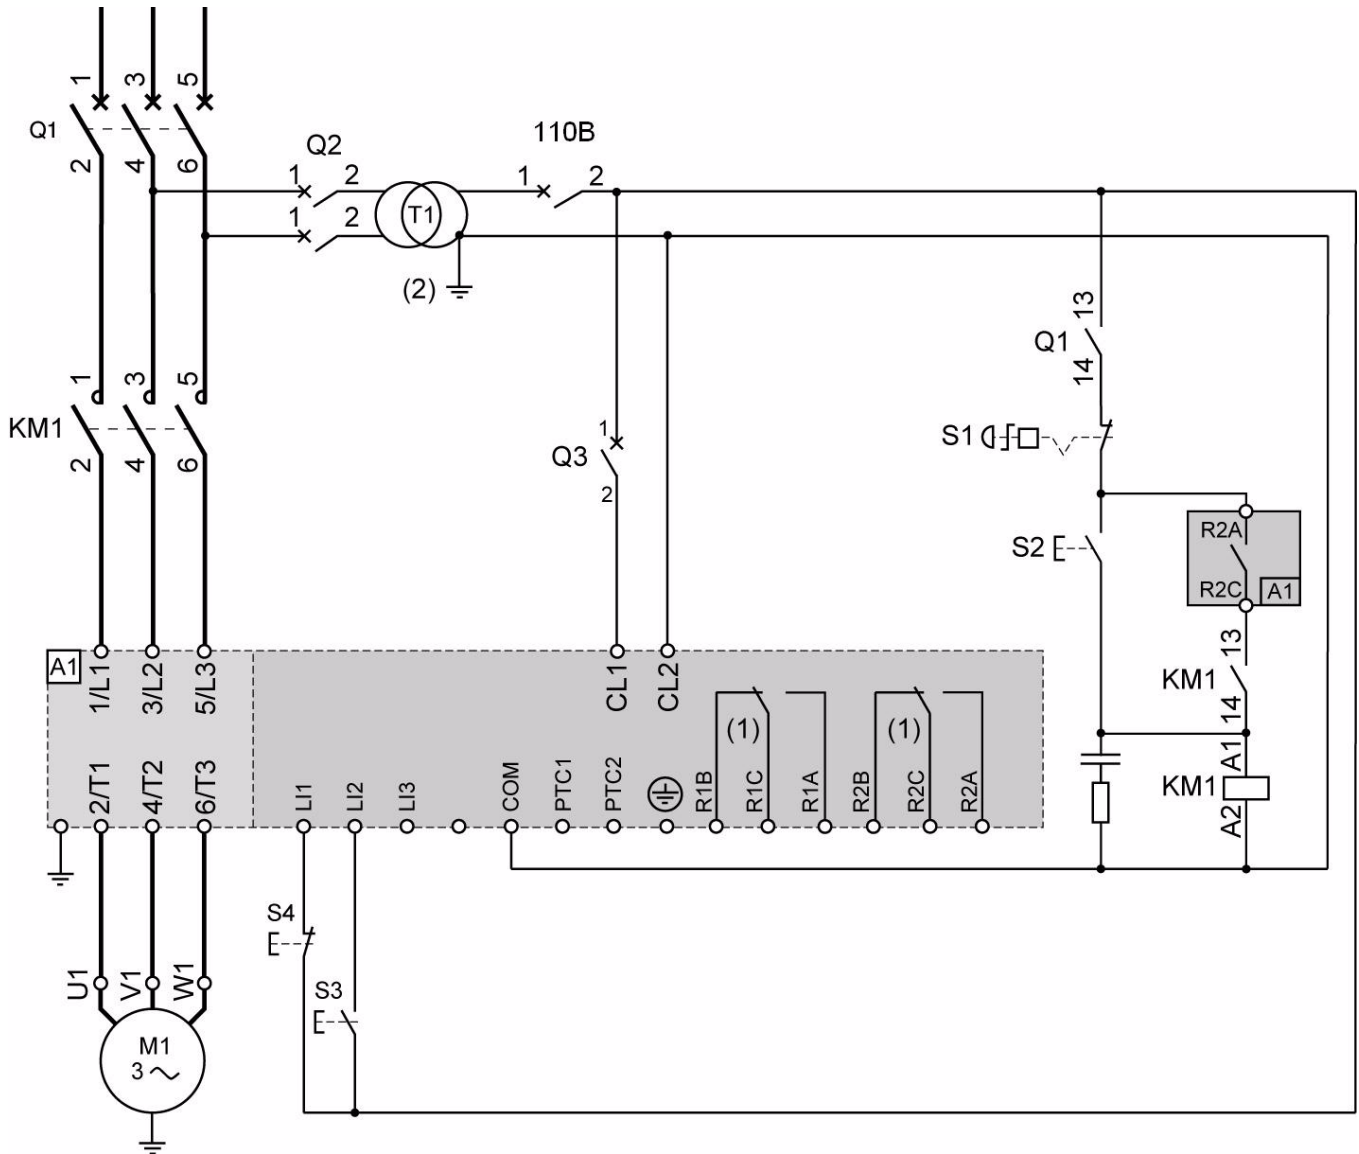 1 3 5
Q1
2 4 6
Q2
1 2
1 2
T1
(2)
110В
1 2
1 3 5
KM1
2 4 6
1
Q3
2
13
Q1
14
S1
S2
R2A
R2C
A1
13
KM1
14
A1
KM1
A2
A1
1/L1 3/L2 5/L3
CL1 CL2
(1) (1)
2/T1 4/T2 6/T3
LI1 LI2 LI3 COM PTC1 PTC2 R1B R1C R1A R2B R2C R2A
S4
S3
U1 V1 W1
M1
3